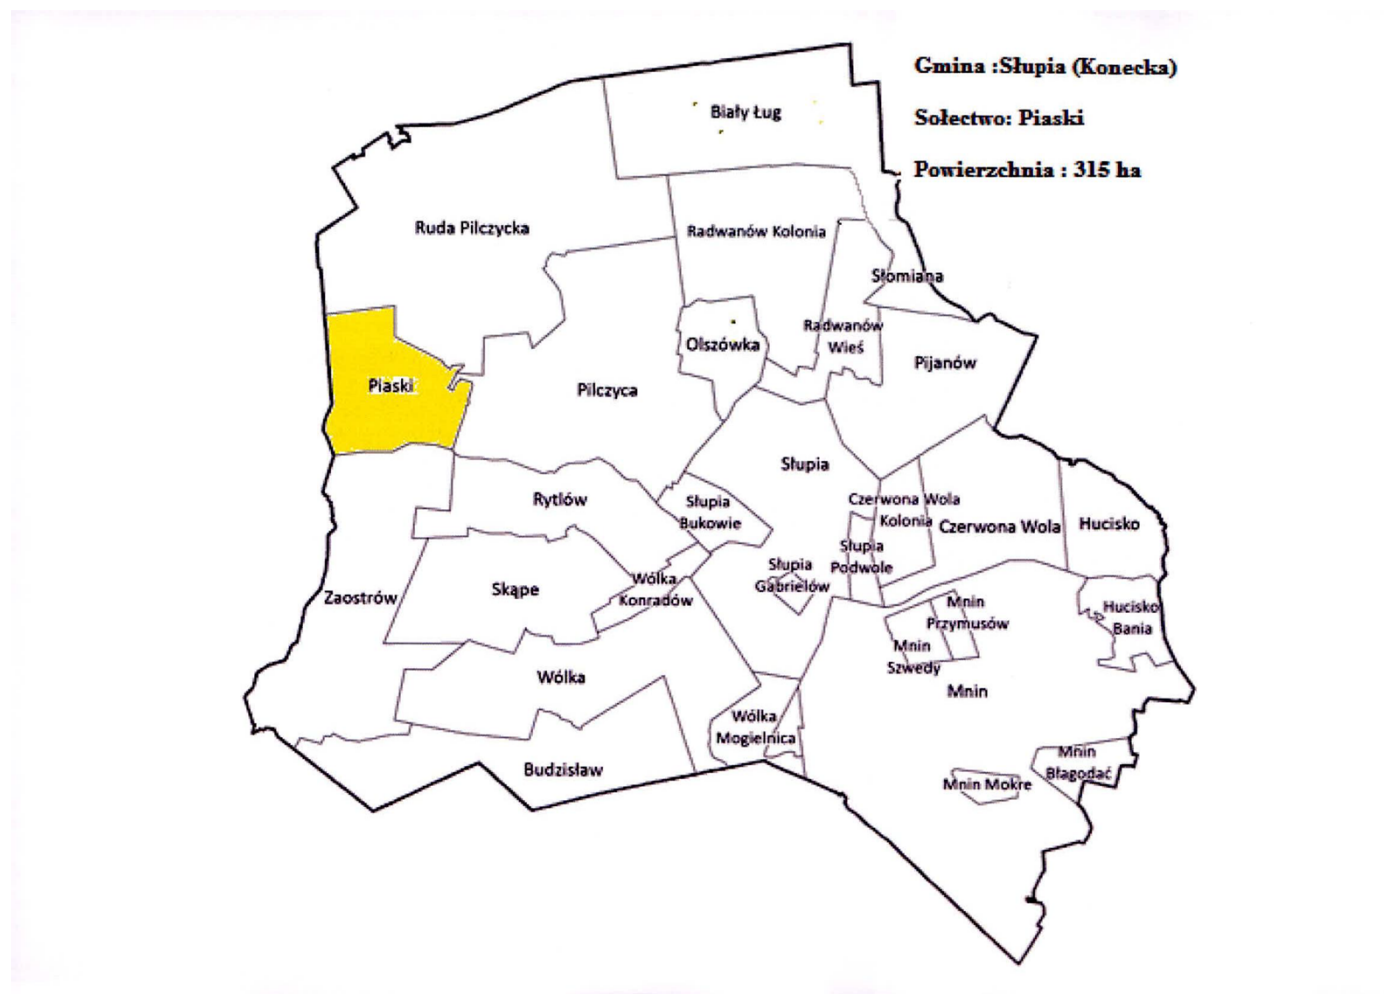 Gmina :Słupia (Konecka)
Sołectwo: Piaski
Powierzchnia : 315 ha
Biały Ług
Ruda Pilczycka
Radwanów Kolonia
Słomiana
Radwanów
Wieś
Olszówka
Pijanów
Piaski
Pilczyca
Słupia
Rytlów
Słupia
Bukowie
Czerwona Wola
Kolonia
Czerwona Wola
Hucisko
Słupia
Podwole
Słupia
Gabrielów
Wólka
Konradów
Skąpe
Zaostrów
Mnin
Przymusów
Hucisko
Bania
Mnin
Szwedy
Wólka
Mnin
Wólka
Mogielnica
Budzisław
Mnin
Błagodać
Mnin Mokre